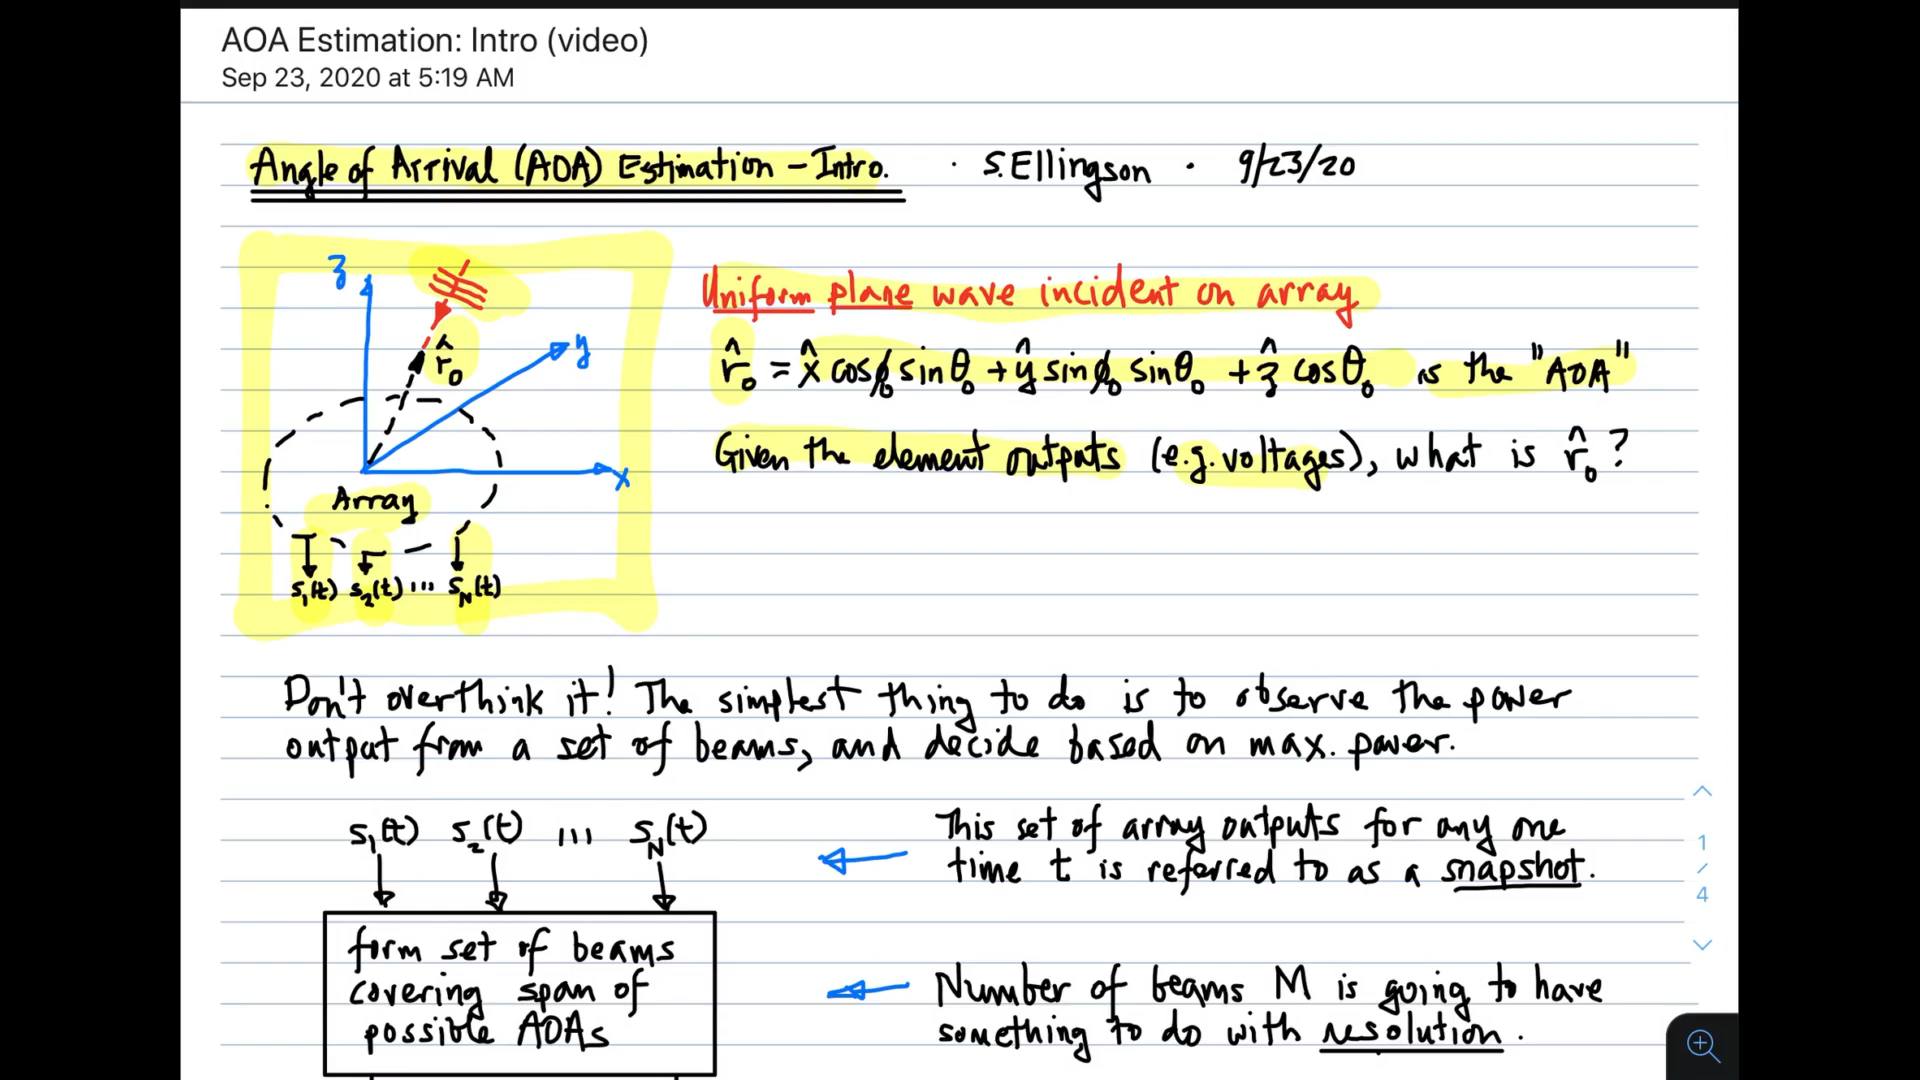 AOA Estimation: Intro (video)
Sep 23, 2020 at 5:19 AM
Angle of Arrival (AOA) Estimation – Intro. · S. Ellingson · 9/23/20
z
y
r̂₀
x
Array
s₁(t) s₂(t) ... s_N(t)
Uniform plane wave incident on array
r̂₀ = x̂ cosϕ₀ sinθ₀ + ŷ sinϕ₀ sinθ₀ + ẑ cosθ₀ is the "AOA"
Given the element outputs (e.g. voltages), what is r̂₀?
Don't overthink it! The simplest thing to do is to observe the power
output from a set of beams, and decide based on max. power.
s₁(t) s₂(t) ... s_N(t)
This set of array outputs for any one
time t is referred to as a snapshot.
form set of beams
covering span of
possible AOAs
Number of beams M is going to have
something to do with resolution.
1
/
4